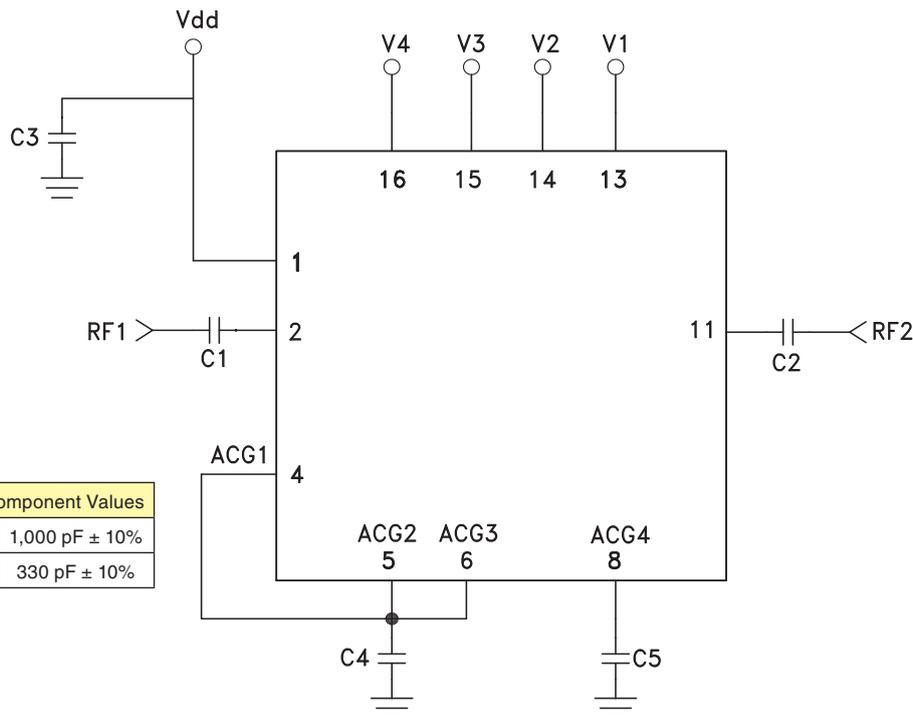 Vdd
V4 V3 V2 V1
C3
16 15 14 13
1
RF1 C1 2
11 C2 RF2
ACG1
4
Values
1,000 pF ± 10%
330 pF ± 10%
ACG2 ACG3 ACG4
5 6 8
C4 C5